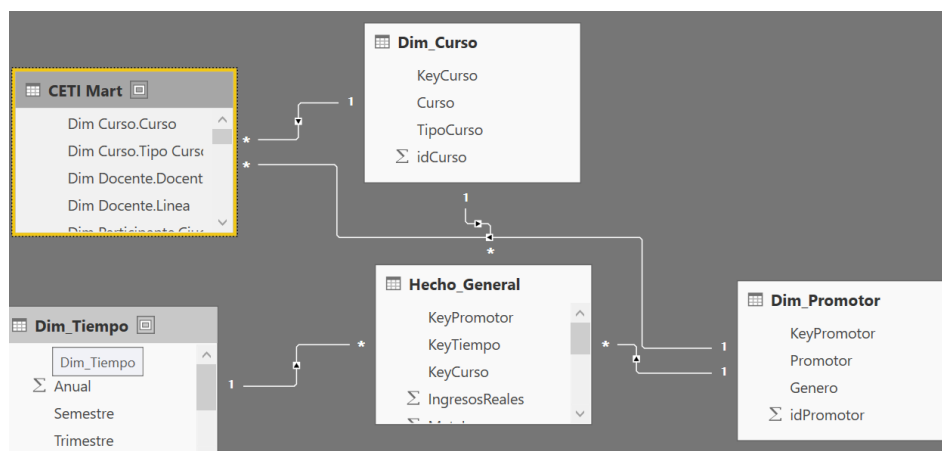 CETI Mart
Dim Curso.Curso
Dim Curso.Tipo Curso
Dim Docente.Docent
Dim Docente.Linea
Dim_Curso
KeyCurso
Curso
TipoCurso
Σ idCurso
1
*
*
1
*
Dim_Tiempo
Dim_Tiempo
Σ Anual
Semestre
Trimestre
1
*
Hecho_General
KeyPromotor
KeyTiempo
KeyCurso
Σ IngresosReales
*
1
1
Dim_Promotor
KeyPromotor
Promotor
Genero
Σ idPromotor